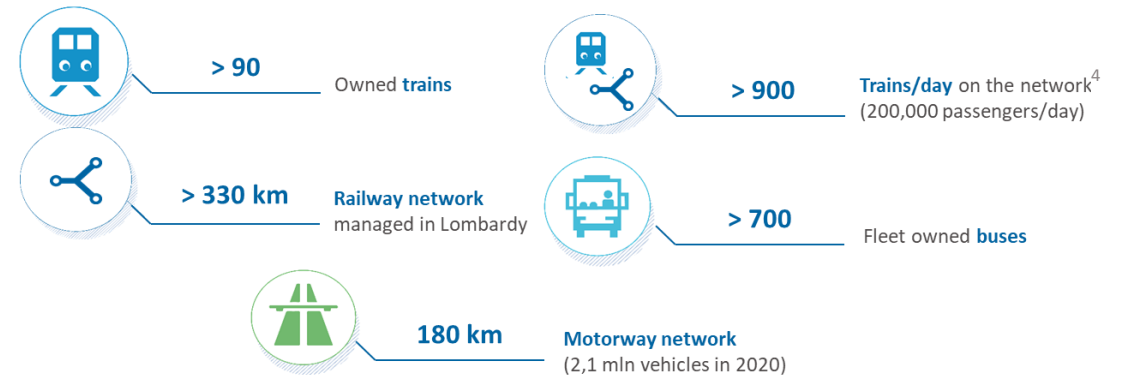 > 90
Owned trains
> 900
Trains/day on the network4
(200,000 passengers/day)
> 330 km
Railway network
managed in Lombardy
> 700
Fleet owned buses
180 km
Motorway network
(2,1 mln vehicles in 2020)